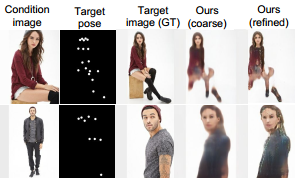 Condition image
Target pose
Target image (GT)
Ours (coarse)
Ours (refined)